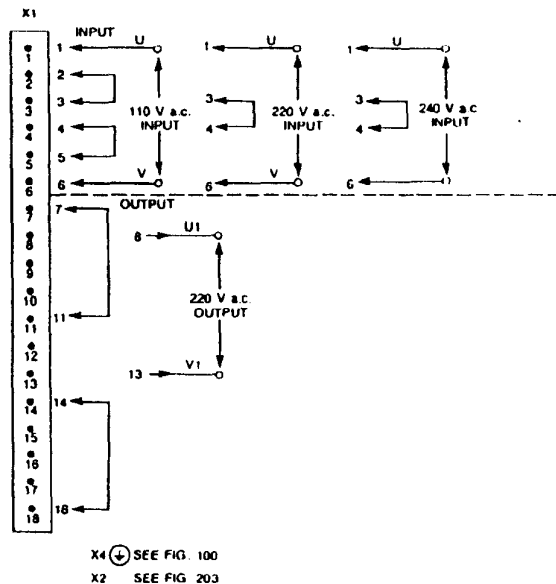 X1
INPUT
1 U 1 U 1 U
1
2
2
3 3 3
3
110 V a.c. INPUT
220 V a.c. INPUT
240 V a.c INPUT
4 4 4
4
5
5
6 V 6 V 6
6
OUTPUT
7
7
8 U1
8
9
10
220 V a.c. OUTPUT
11
11
12
13 V1
13
14
14
15
16
17
18
18
X4 SEE FIG. 100
X2 SEE FIG. 203